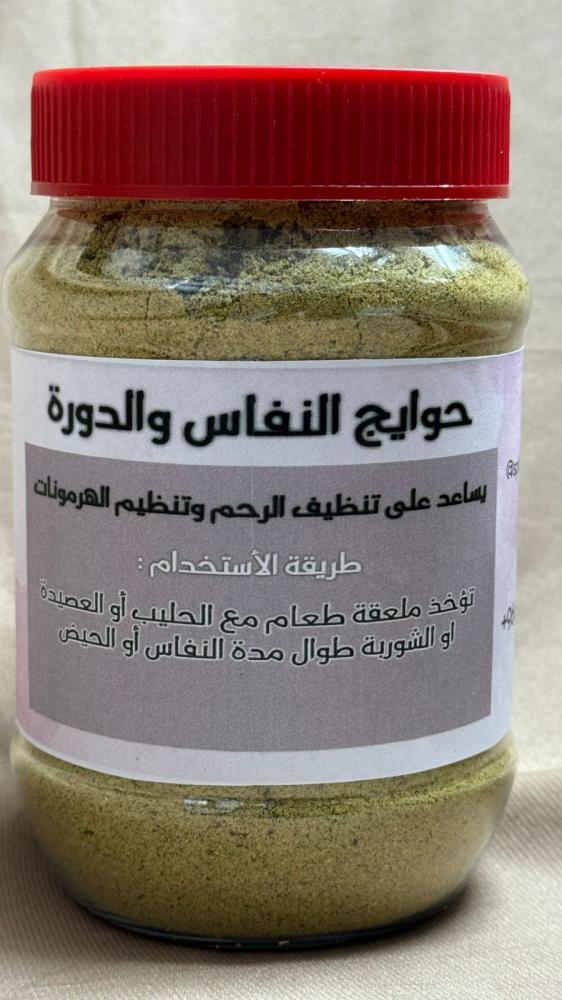 حوايج النفاس والدورة
يساعد على تنظيف الرحم وتنظيم الهرمونات
طريقة الأستخدام :
تؤخذ ملعقة طعام مع الحليب أو العصيدة
او الشوربة طوال مدة النفاس أو الحيض